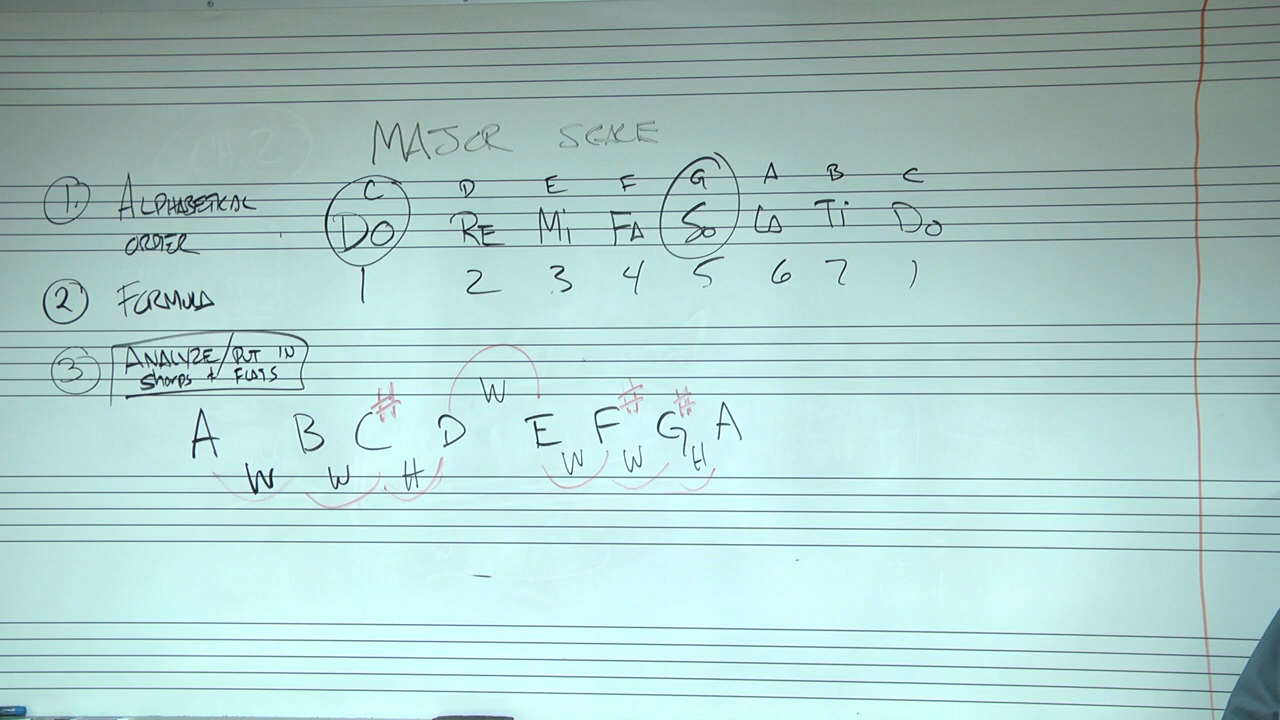 MAJOR SCALE
1. ALPHABETICAL ORDER
C D E F G A B C
DO RE Mi FA So LA Ti Do
1 2 3 4 5 6 7 1
2 FORMULA
3 ANALYZE/PUT IN
Sharps + FLATS
W
A B C# D E F# G# A
W W H W W H